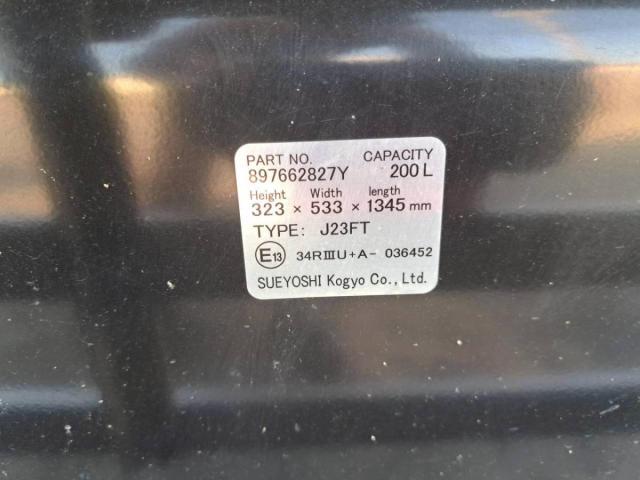 PART NO. CAPACITY
897662827Y 200 L
Height Width length
323 × 533 × 1345 mm
TYPE: J23FT
E13 34RⅢU+A- 036452
SUEYOSHI Kogyo Co., Ltd.